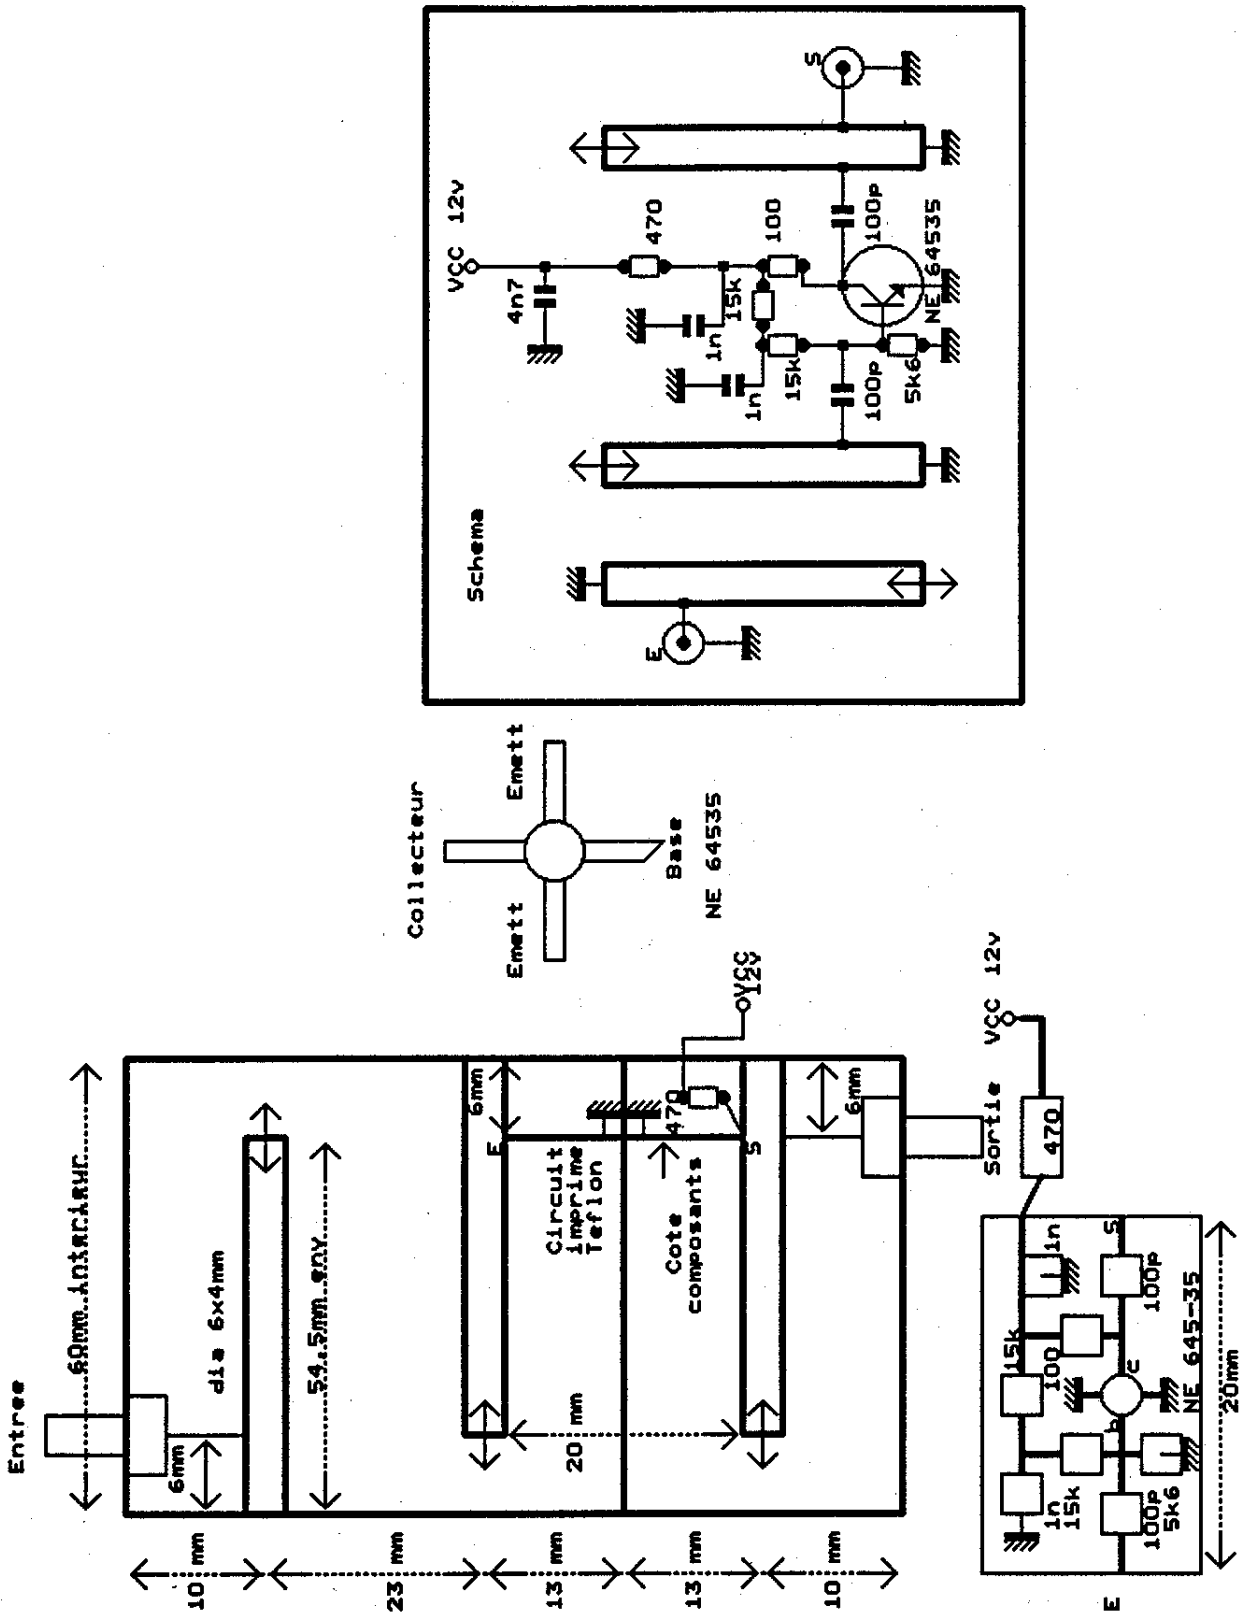 Schema
VCC 12v
4n7
470
1n
15k
100
1n
15k
100p
100p
5k6
NE 64535
E
S
Collecteur
Emett
Emett
Base
NE 64535
Entree
60mm interieur
6mm
dia 6x4mm
54.5mm env
E
6mm
Circuit
imprime
Teflon
470
VCC
12v
Cote
composants
S
6mm
Sortie
20 mm
10 mm
23 mm
13 mm
13 mm
10 mm
VCC 12v
470
1n
15k
100
1n
15k
100p
b
c
100p
5k6
NE 645-35
E
S
20mm